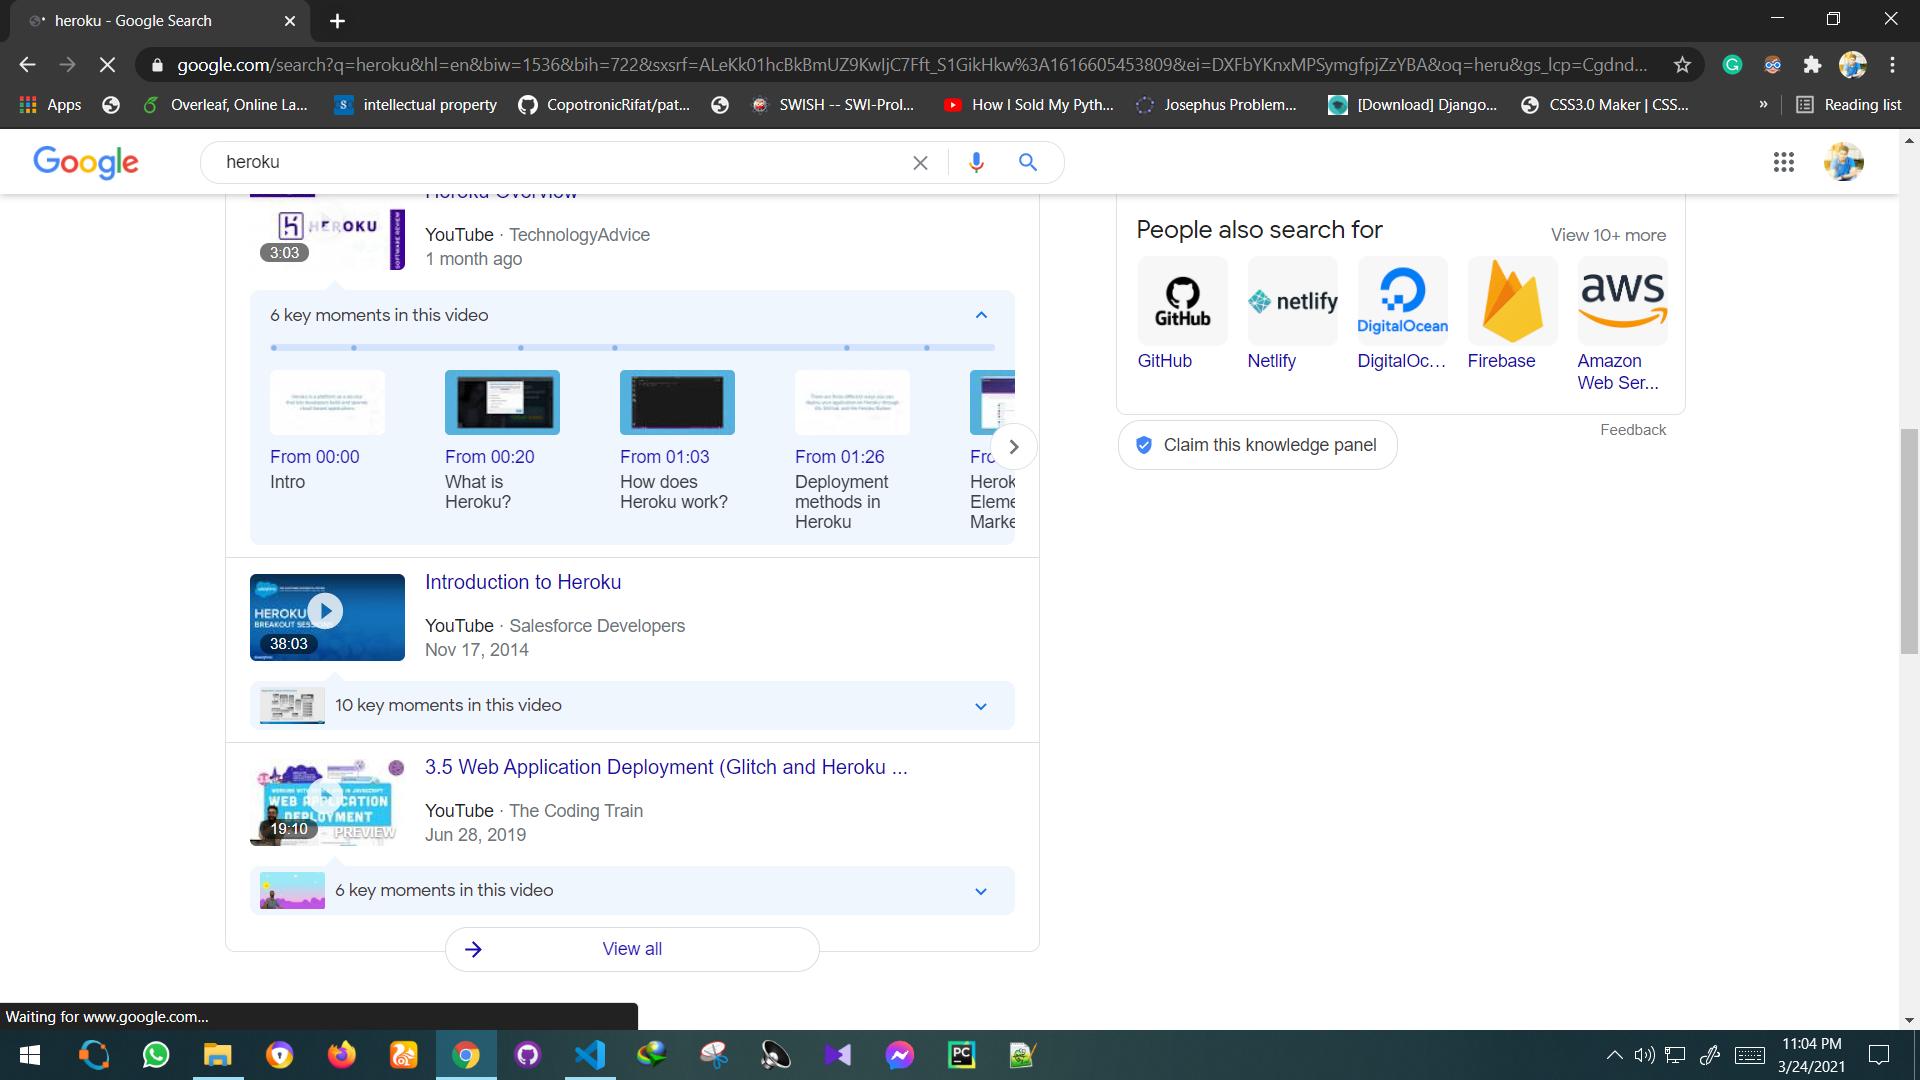 heroku - Google Search
google.com/search?q=heroku&hl=en&biw=1536&bih=722&sxsrf=ALeKk01hcBkBmUZ9KwIjC7Fft_S1GikHkw%3A1616605453809&ei=DXFbYKnxMPSymgfpjZzYBA&oq=heru&gs_lcp=Cgdnd...
Apps
Overleaf, Online La...
intellectual property
CopotronicRifat/pat...
SWISH -- SWI-Prol...
How I Sold My Pyth...
Josephus Problem...
[Download] Django...
CSS3.0 Maker | CSS...
»
Reading list
Google
heroku
Heroku Overview
HEROKU
SOFTWARE REVIEW
3:03
YouTube · TechnologyAdvice
1 month ago
6 key moments in this video
From 00:00
Intro
From 00:20
What is
Heroku?
From 01:03
How does
Heroku work?
From 01:26
Deployment
methods in
Heroku
Fro
Herok
Eleme
Marke
HEROKU
BREAKOUT SESSIONS
38:03
Introduction to Heroku
YouTube · Salesforce Developers
Nov 17, 2014
10 key moments in this video
WEB APPLICATION
DEPLOYMENT
19:10
PREVIEW
3.5 Web Application Deployment (Glitch and Heroku ...
YouTube · The Coding Train
Jun 28, 2019
6 key moments in this video
View all
People also search for
View 10+ more
GitHub
netlify
DigitalOcean
aws
GitHub
Netlify
DigitalOc...
Firebase
Amazon
Web Ser...
Feedback
Claim this knowledge panel
Waiting for www.google.com...
PC
11:04 PM
3/24/2021